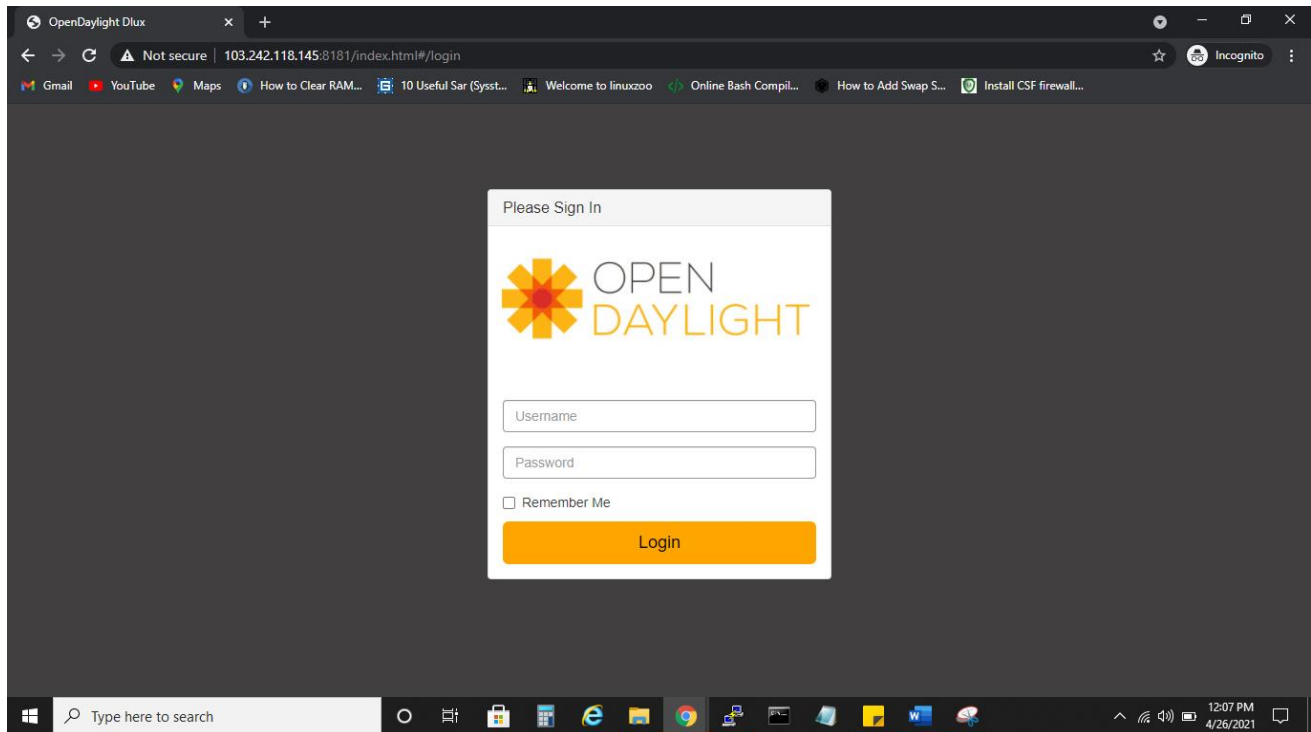 OpenDaylight Dlux
Not secure | 103.242.118.145:8181/index.html#/login
Incognito
Gmail YouTube Maps How to Clear RAM... 10 Useful Sar (Sysst... Welcome to linuxzoo Online Bash Compil... How to Add Swap S... Install CSF firewall...
Please Sign In
OPEN
DAYLIGHT
Username
Password
Remember Me
Login
Type here to search
12:07 PM
4/26/2021